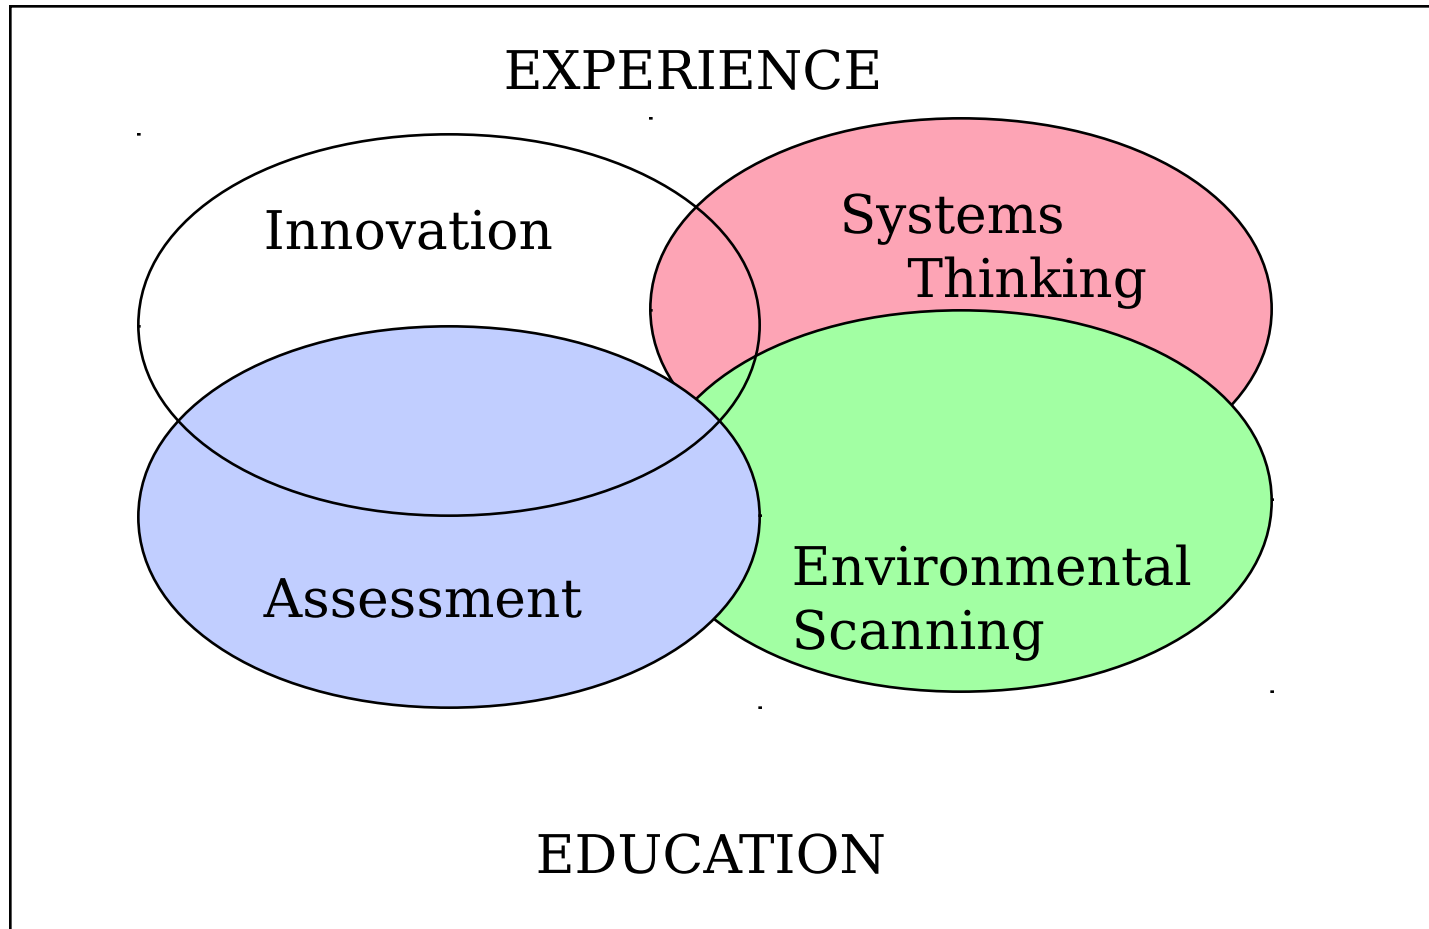 EXPERIENCE
Innovation
Systems
Thinking
Assessment
Environmental
Scanning
EDUCATION